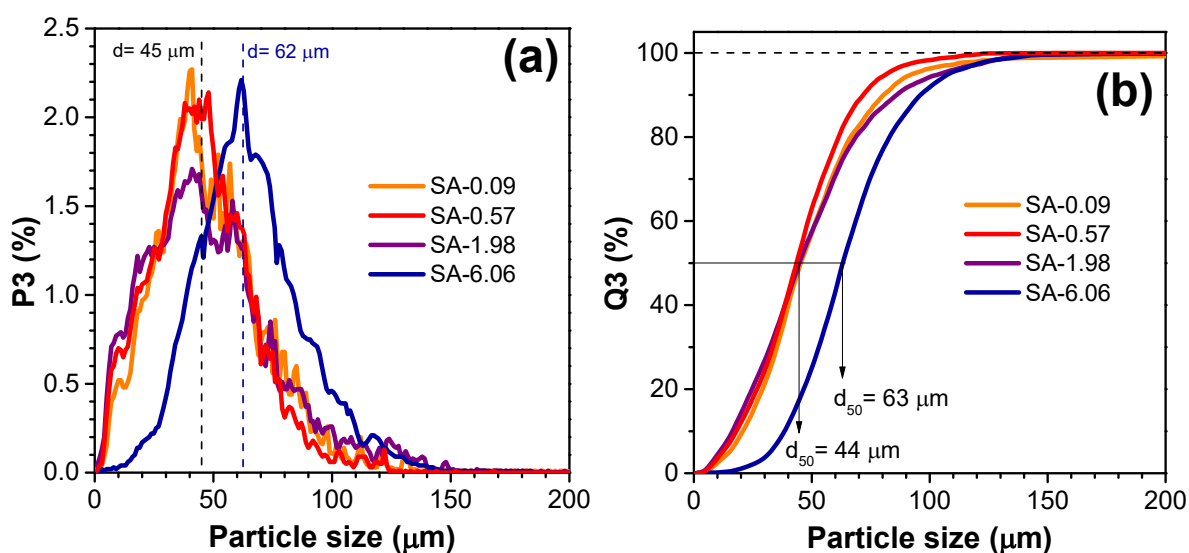 (a)
d= 45 μm
d= 62 μm
2.5
2.0
1.5
1.0
0.5
0.0
P3 (%)
SA-0.09
SA-0.57
SA-1.98
SA-6.06
0 50 100 150 200
Particle size (μm)
(b)
100
80
60
40
20
0
Q3 (%)
SA-0.09
SA-0.57
SA-1.98
SA-6.06
d50= 63 μm
d50= 44 μm
0 50 100 150 200
Particle size (μm)